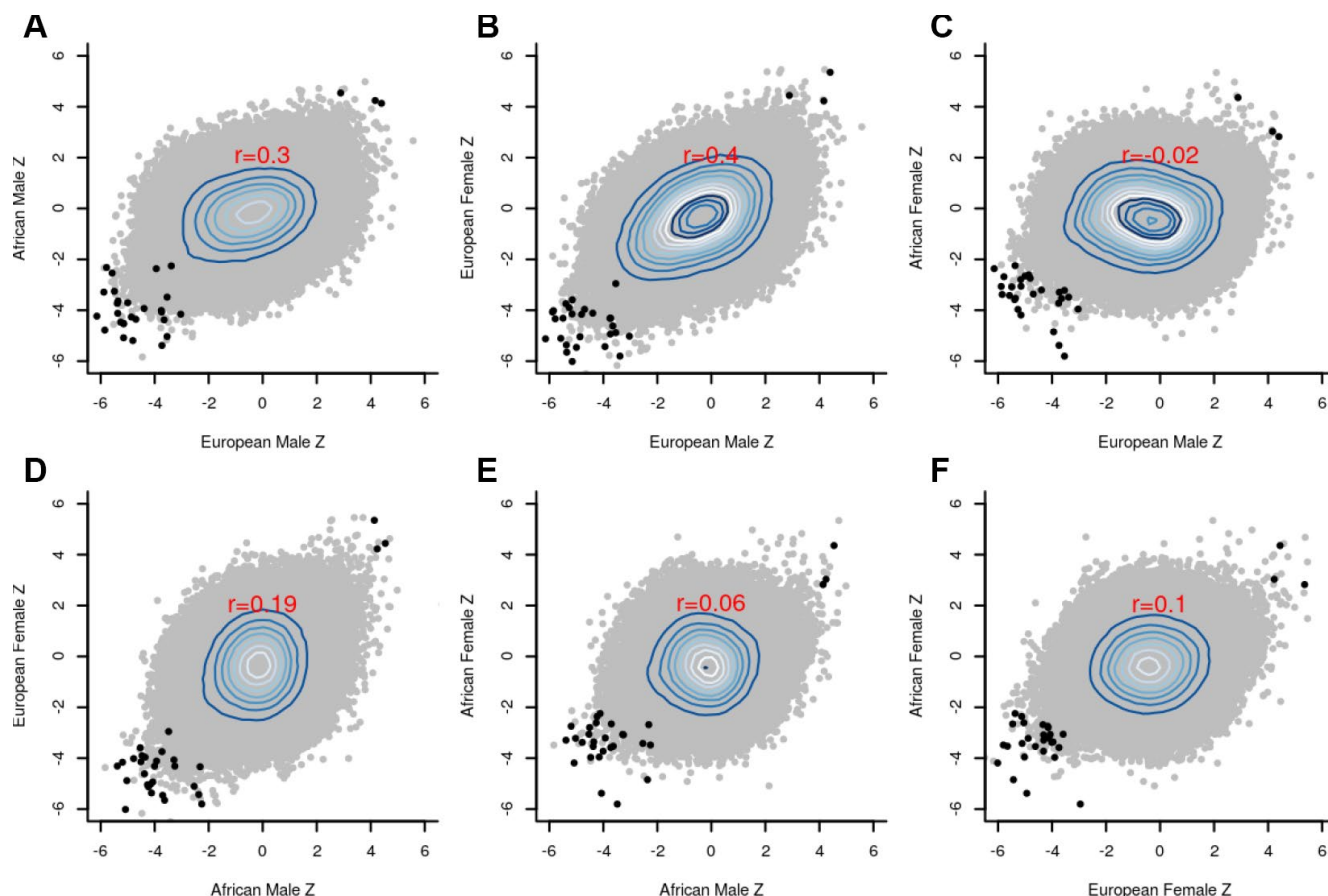 A
6
4
2
0
-2
-4
-6
African Male Z
r=0.3
-6 -4 -2 0 2 4 6
European Male Z
B
6
4
2
0
-2
-4
-6
European Female Z
r=0.4
-6 -4 -2 0 2 4 6
European Male Z
C
6
4
2
0
-2
-4
-6
African Female Z
r=-0.02
-6 -4 -2 0 2 4 6
European Male Z
D
6
4
2
0
-2
-4
-6
European Female Z
r=0.19
-6 -4 -2 0 2 4 6
African Male Z
E
6
4
2
0
-2
-4
-6
African Female Z
r=0.06
-6 -4 -2 0 2 4 6
African Male Z
F
6
4
2
0
-2
-4
-6
African Female Z
r=0.1
-6 -4 -2 0 2 4 6
European Female Z